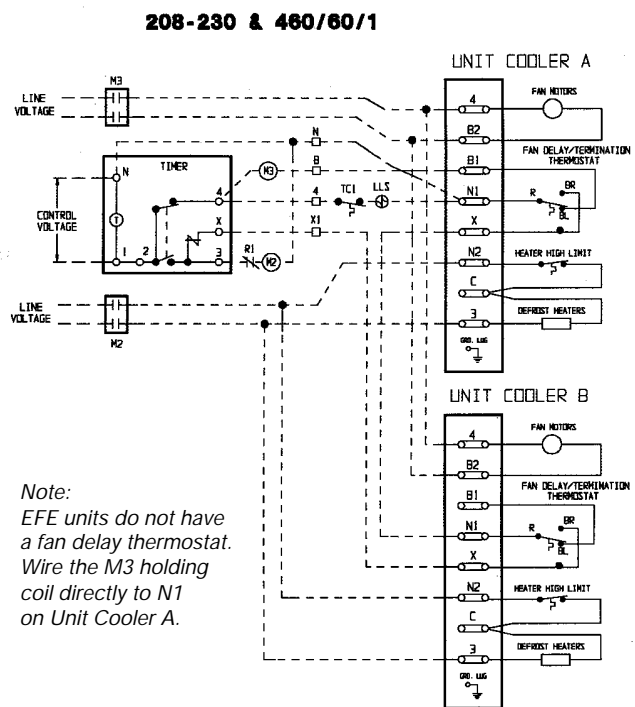 208-230 & 460/60/1
UNIT COOLER A
M3
LINE
VOLTAGE
4
FAN MOTORS
B2
FAN DELAY/TERMINATION
THERMOSTAT
N
TIMER
N
M3
B
B1
BR
R
BL
4
4
TC1
LLS
N1
CONTROL
VOLTAGE
T
X
X1
X
1
2
3
R1
M2
N2
HEATER HIGH LIMIT
C
LINE
VOLTAGE
M2
3
DEFROST HEATERS
GRD. LUG
UNIT COOLER B
4
FAN MOTORS
B2
FAN DELAY/TERMINATION
THERMOSTAT
B1
BR
R
BL
N1
X
N2
HEATER HIGH LIMIT
C
3
DEFROST HEATERS
GRD. LUG
Note:
EFE units do not have
a fan delay thermostat.
Wire the M3 holding
coil directly to N1
on Unit Cooler A.